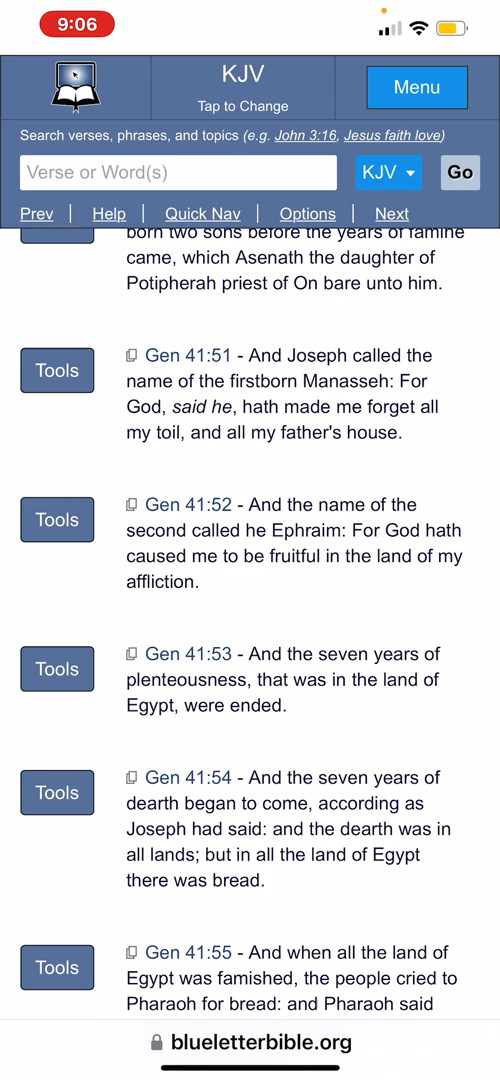 9:06
KJV
Tap to Change
Menu
Search verses, phrases, and topics (e.g. John 3:16, Jesus faith love)
Verse or Word(s)
KJV
Go
Prev | Help | Quick Nav | Options | Next
born two sons before the years of famine
came, which Asenath the daughter of
Potipherah priest of On bare unto him.
Tools
Gen 41:51 - And Joseph called the
name of the firstborn Manasseh: For
God, said he, hath made me forget all
my toil, and all my father's house.
Tools
Gen 41:52 - And the name of the
second called he Ephraim: For God hath
caused me to be fruitful in the land of my
affliction.
Tools
Gen 41:53 - And the seven years of
plenteousness, that was in the land of
Egypt, were ended.
Tools
Gen 41:54 - And the seven years of
dearth began to come, according as
Joseph had said: and the dearth was in
all lands; but in all the land of Egypt
there was bread.
Tools
Gen 41:55 - And when all the land of
Egypt was famished, the people cried to
Pharaoh for bread: and Pharaoh said
blueletterbible.org